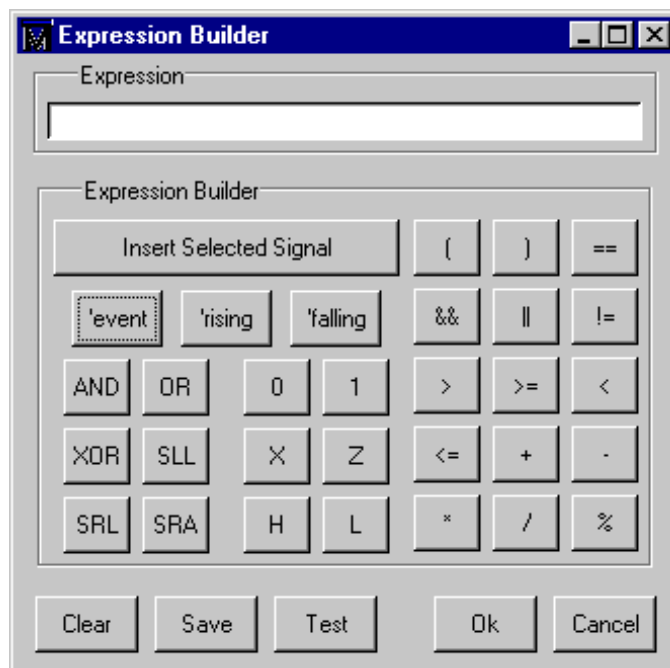 Expression Builder
Expression
Expression Builder
Insert Selected Signal ( ) ==
'event 'rising 'falling && || !=
AND OR 0 1 > >= <
XOR SLL X Z <= + -
SRL SRA H L * / %
Clear Save Test Ok Cancel